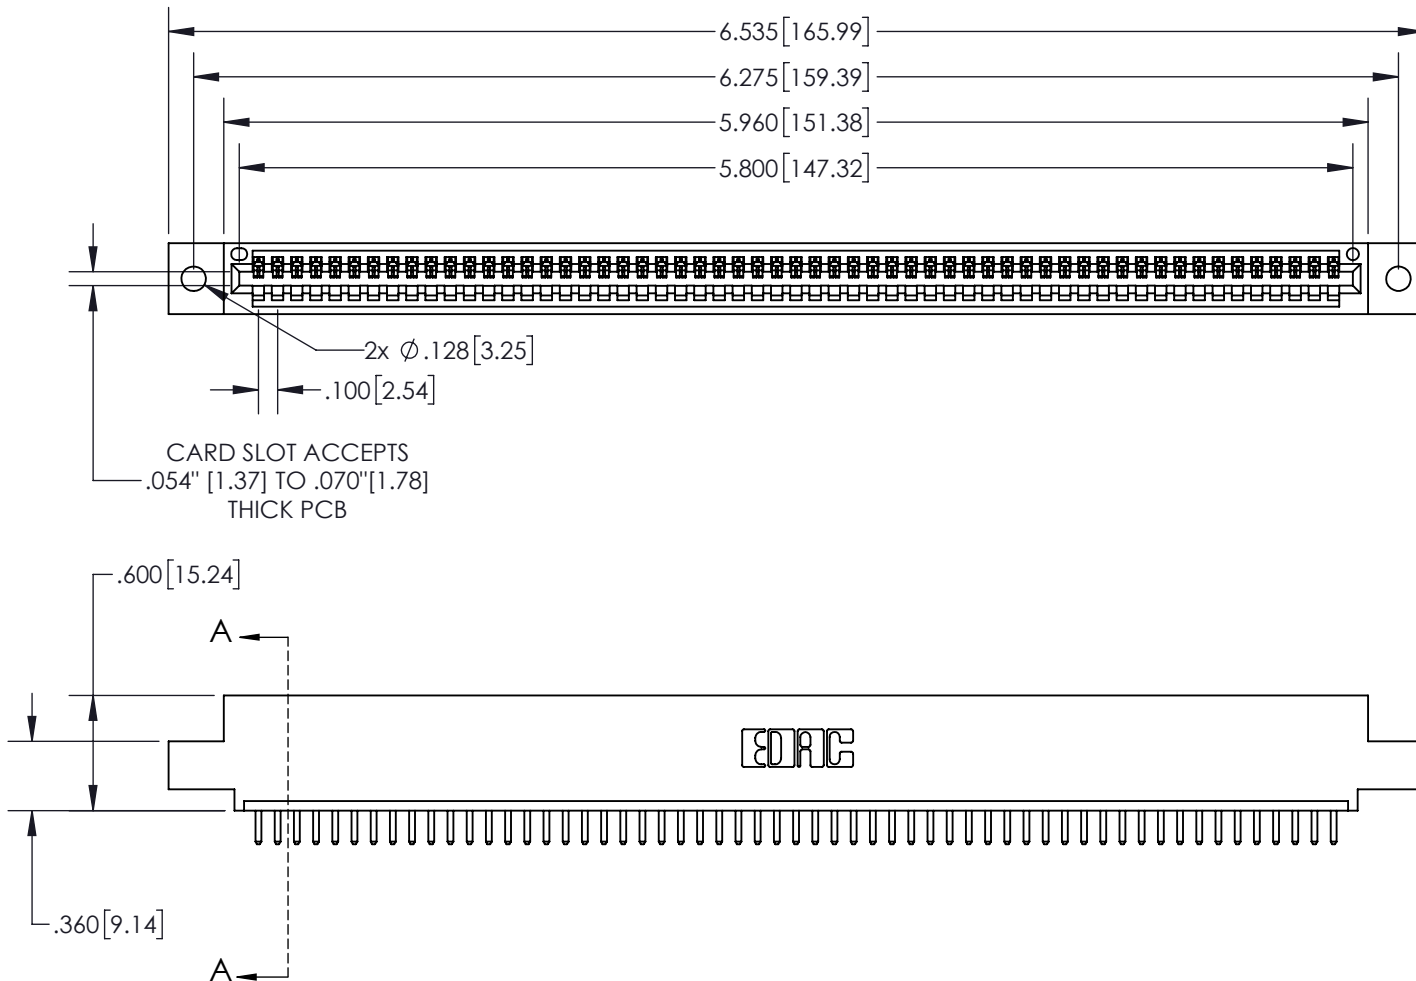 6.535[165.99]
6.275[159.39]
5.960[151.38]
5.800[147.32]
2x Ø.128[3.25]
.100[2.54]
CARD SLOT ACCEPTS
.054" [1.37] TO .070"[1.78]
THICK PCB
.600[15.24]
A
EDAC
.360[9.14]
A